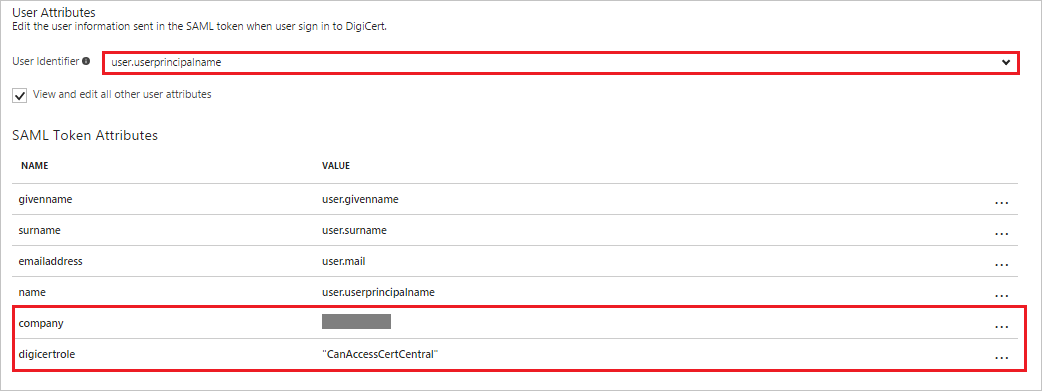 User Attributes
Edit the user information sent in the SAML token when user sign in to DigiCert.
User Identifier user.userprincipalname
View and edit all other user attributes
SAML Token Attributes
NAME VALUE
givenname user.givenname ...
surname user.surname ...
emailaddress user.mail ...
name user.userprincipalname ...
company ...
digicertrole "CanAccessCertCentral" ...